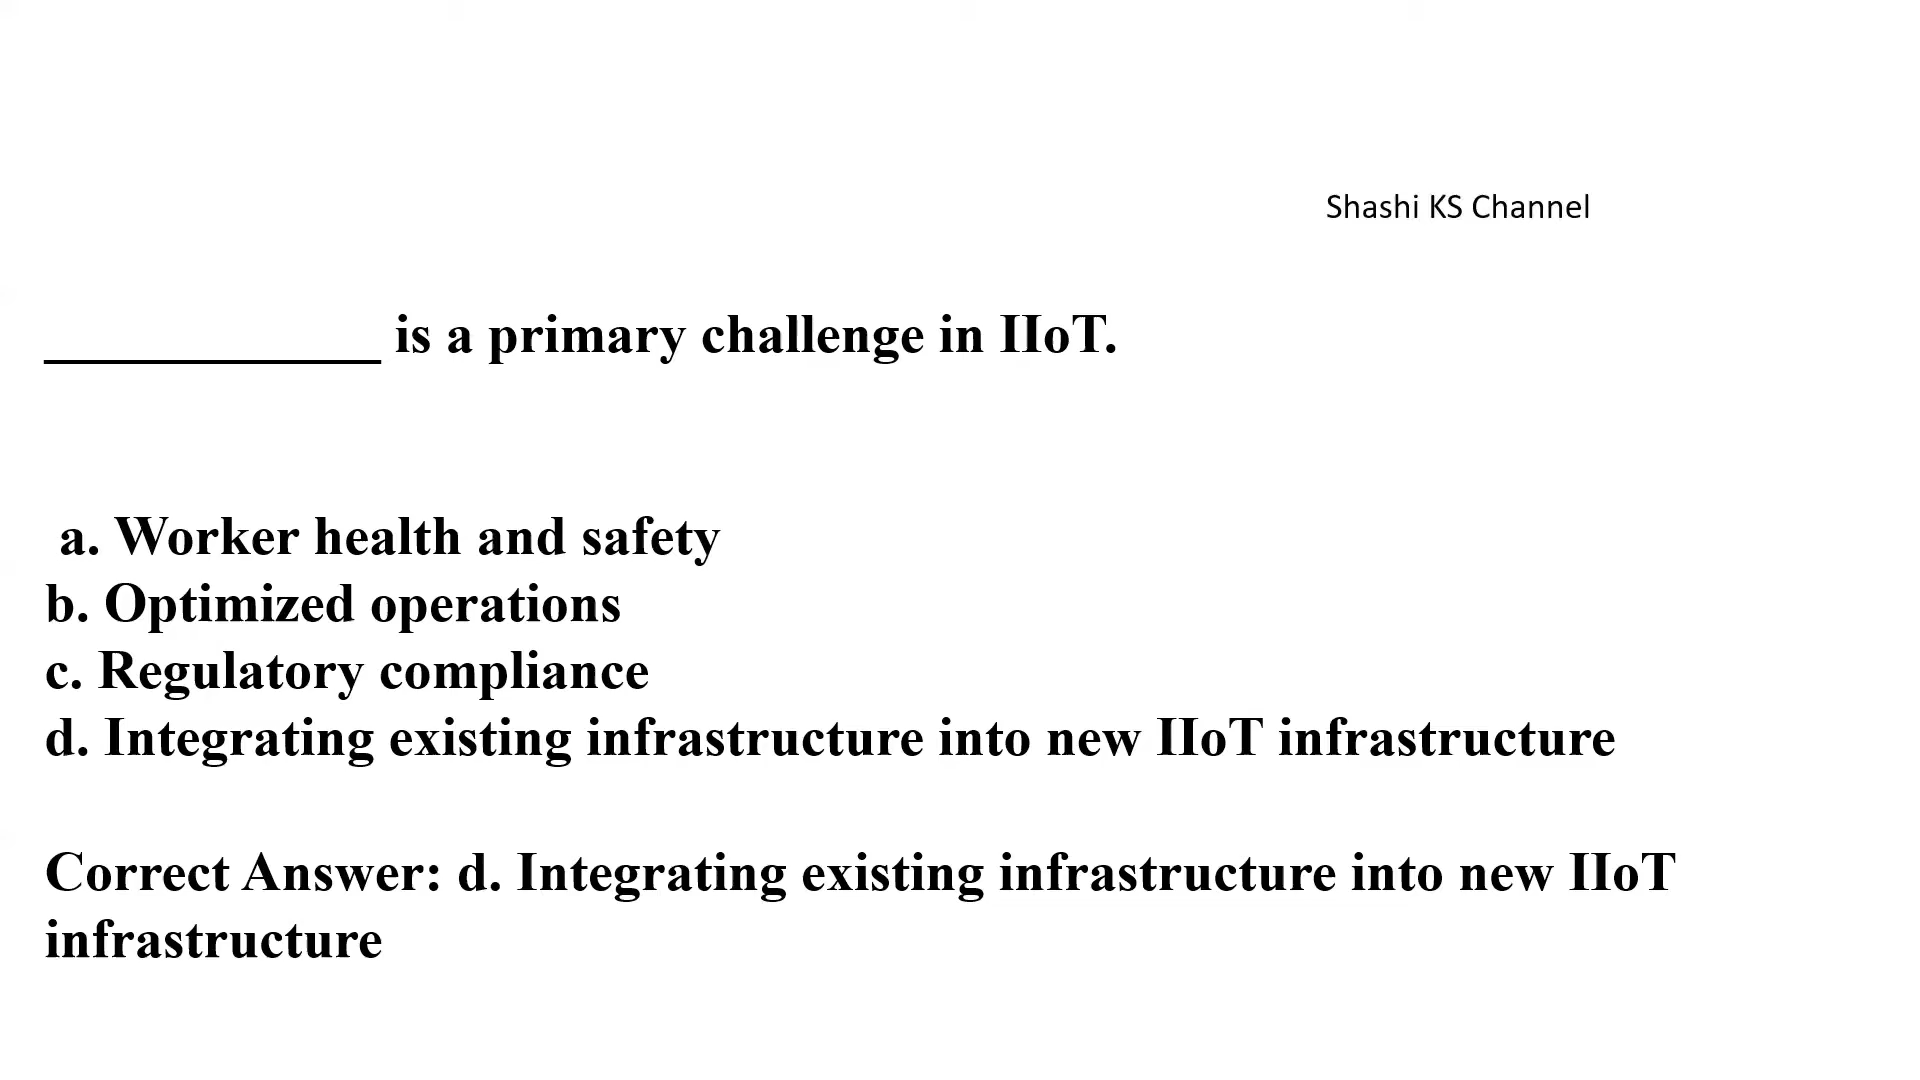 Shashi KS Channel
____________ is a primary challenge in IIoT.
a. Worker health and safety
b. Optimized operations
c. Regulatory compliance
d. Integrating existing infrastructure into new IIoT infrastructure
Correct Answer: d. Integrating existing infrastructure into new IIoT
infrastructure